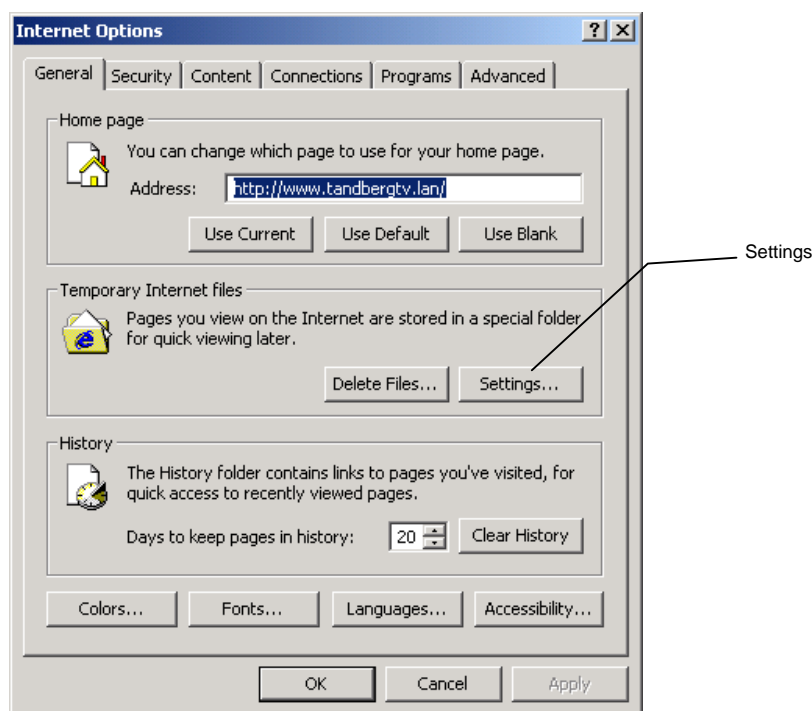 Internet Options
General Security Content Connections Programs Advanced
Home page
You can change which page to use for your home page.
Address: http://www.tandbergtv.lan/
Use Current Use Default Use Blank
Settings
Temporary Internet files
Pages you view on the Internet are stored in a special folder
for quick viewing later.
Delete Files... Settings...
History
The History folder contains links to pages you've visited, for
quick access to recently viewed pages.
Days to keep pages in history: 20 Clear History
Colors... Fonts... Languages... Accessibility...
OK Cancel Apply